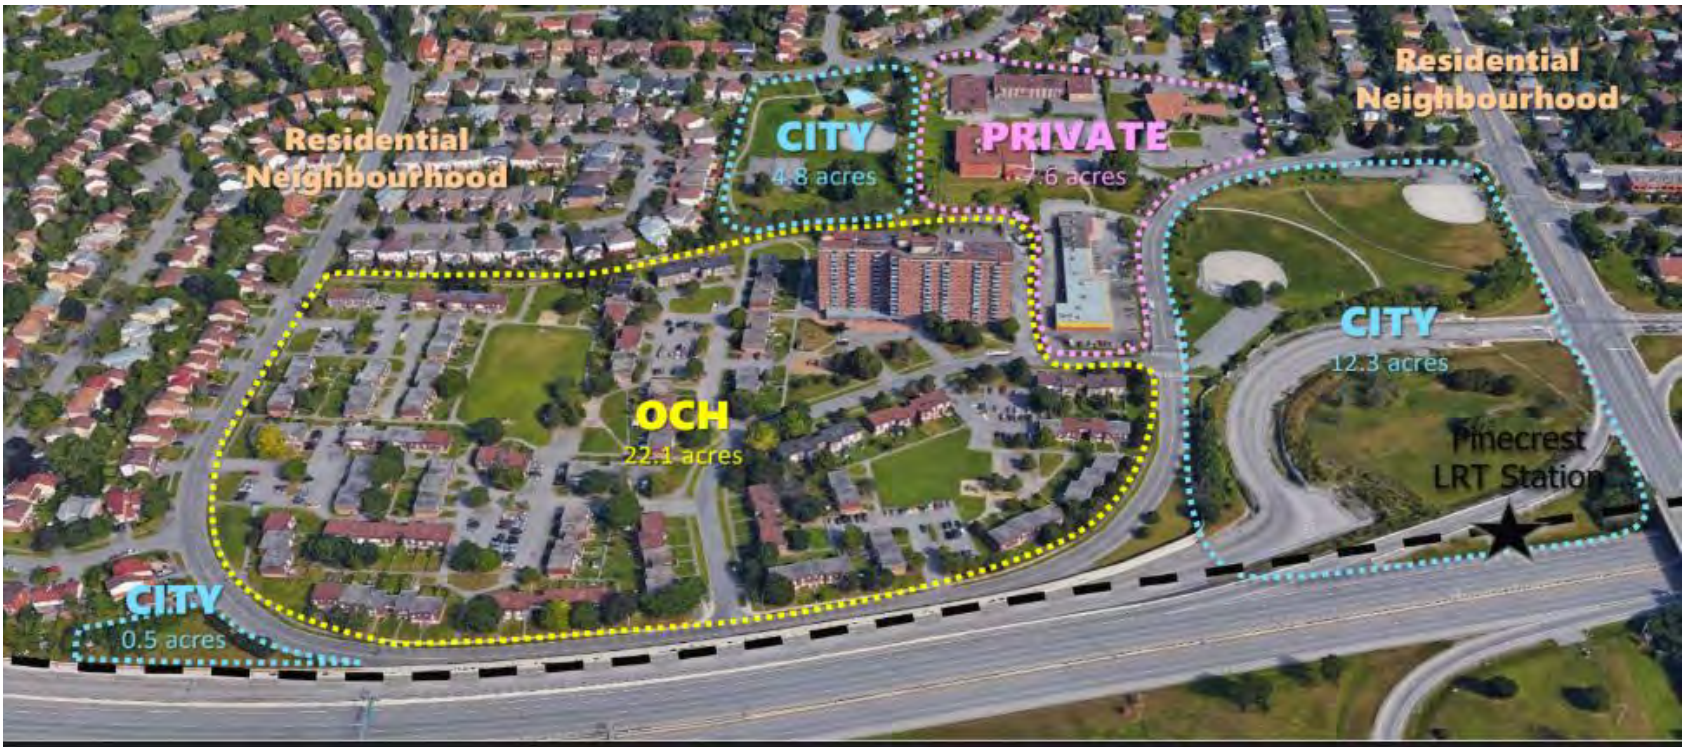 Residential
Neighbourhood
CITY
4.8 acres
PRIVATE
7.6 acres
Residential
Neighbourhood
CITY
12.3 acres
OCH
22.1 acres
Pinecrest
LRT Station
CITY
0.5 acres